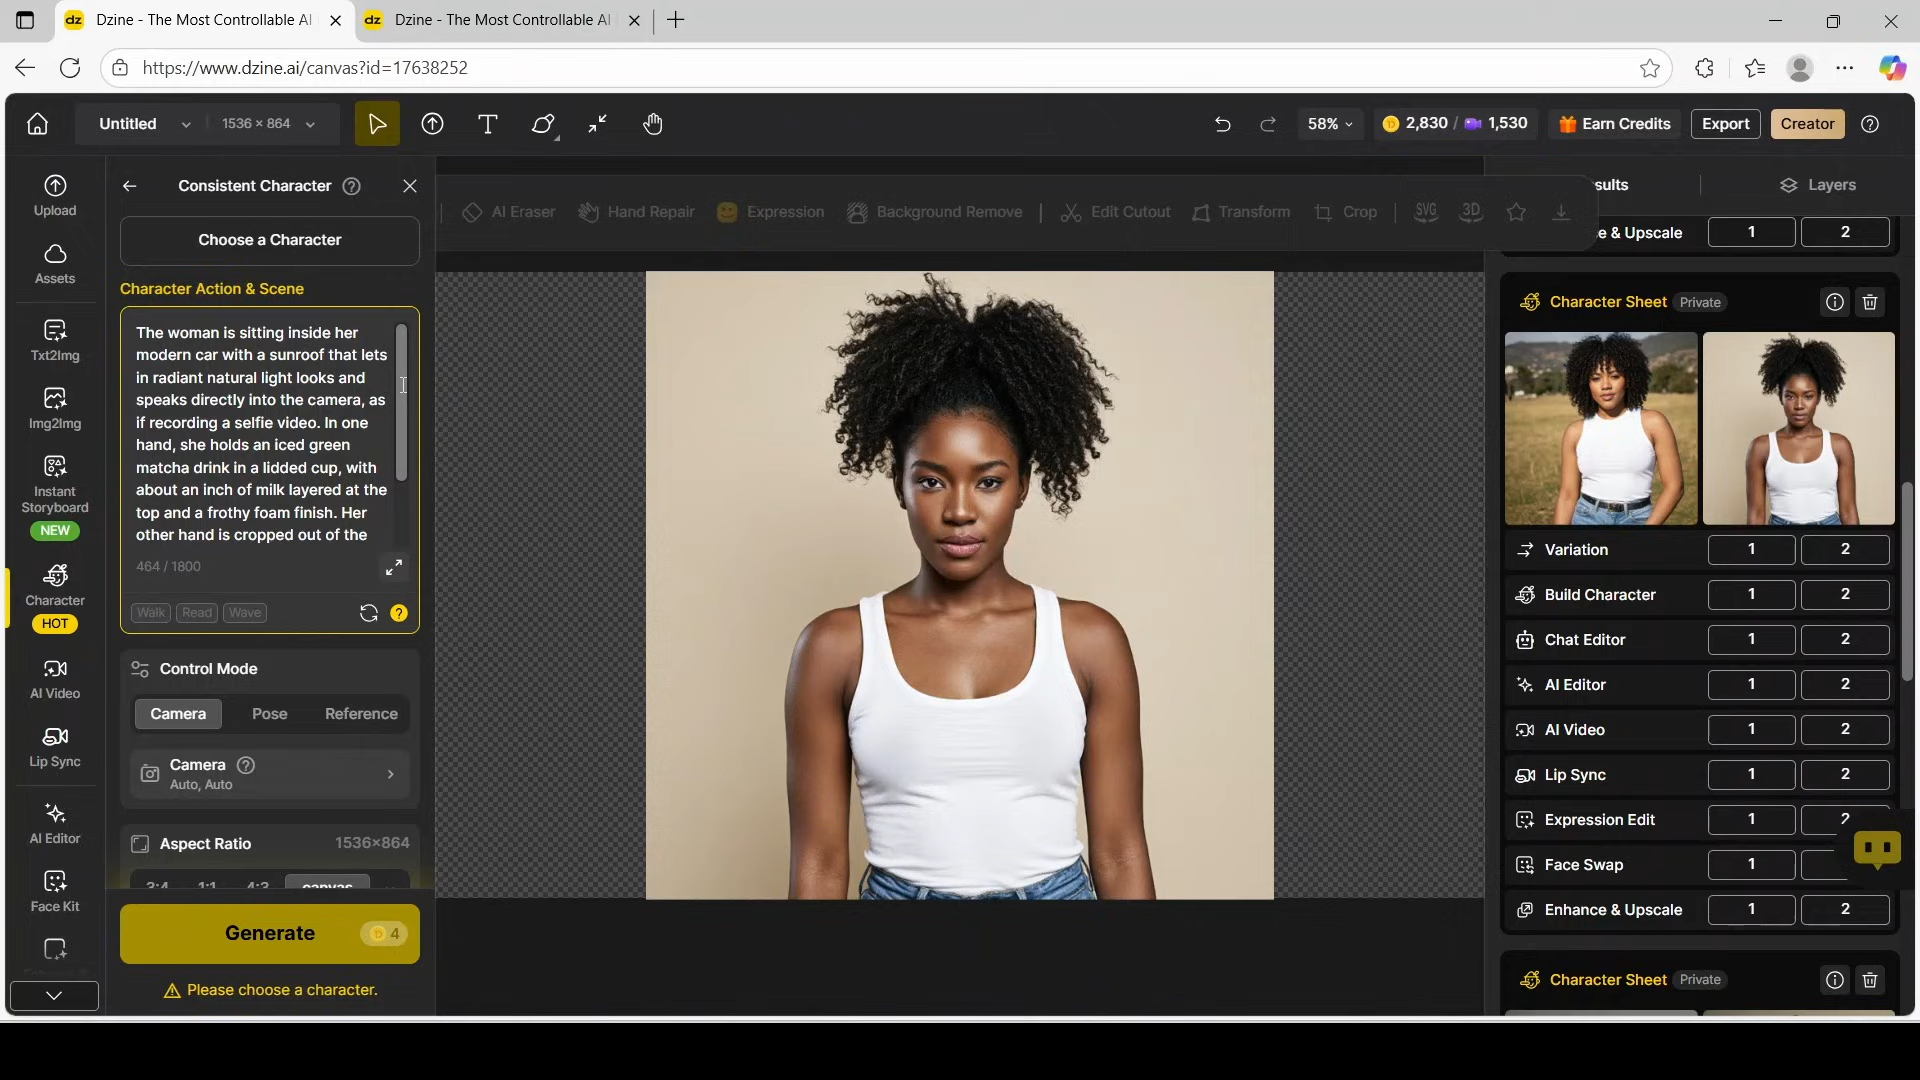 Dzine - The Most Controllable AI
Dzine - The Most Controllable AI
https://www.dzine.ai/canvas?id=17638252
Untitled
1536 × 864
58%
2,830 / 1,530
Earn Credits
Export
Creator
Upload
Assets
Txt2Img
Img2Img
Instant
Storyboard
NEW
Character
HOT
AI Video
Lip Sync
AI Editor
Face Kit
Consistent Character
Choose a Character
Character Action & Scene
The woman is sitting inside her
modern car with a sunroof that lets
in radiant natural light looks and
speaks directly into the camera, as
if recording a selfie video. In one
hand, she holds an iced green
matcha drink in a lidded cup, with
about an inch of milk layered at the
top and a frothy foam finish. Her
other hand is cropped out of the
464 / 1800
Walk Read Wave
Control Mode
Camera Pose Reference
Camera
Auto, Auto
Aspect Ratio 1536×864
3:4 1:1 4:3 canvas
Generate 4
Please choose a character.
AI Eraser
Hand Repair
Expression
Background Remove
Edit Cutout
Transform
Crop
SVG
3D
sults
Layers
e & Upscale 1 2
Character Sheet Private
Variation 1 2
Build Character 1 2
Chat Editor 1 2
AI Editor 1 2
AI Video 1 2
Lip Sync 1 2
Expression Edit 1 2
Face Swap 1
Enhance & Upscale 1 2
Character Sheet Private